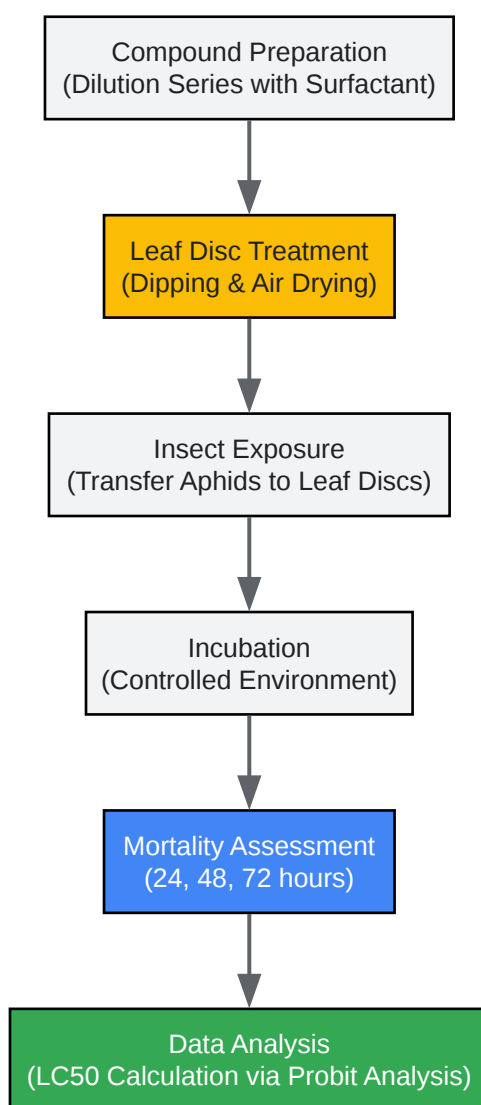 Compound Preparation
(Dilution Series with Surfactant)
Leaf Disc Treatment
(Dipping & Air Drying)
Insect Exposure
(Transfer Aphids to Leaf Discs)
Incubation
(Controlled Environment)
Mortality Assessment
(24, 48, 72 hours)
Data Analysis
(LC50 Calculation via Probit Analysis)